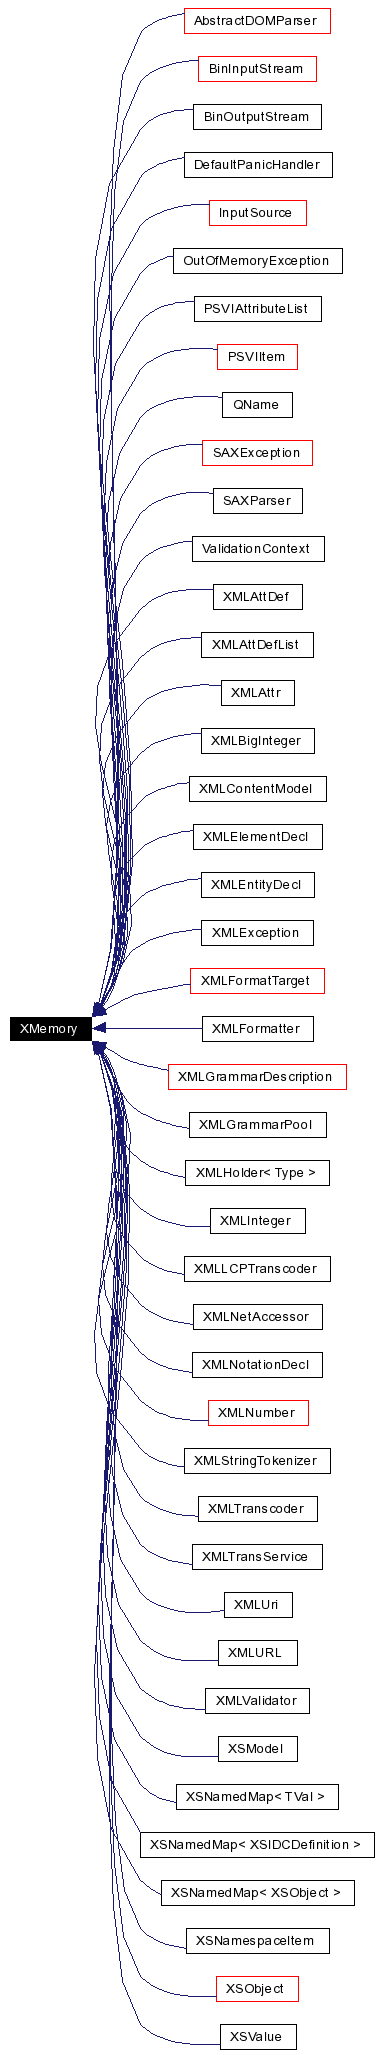 AbstractDOMParser
BinInputStream
BinOutputStream
DefaultPanicHandler
InputSource
OutOfMemoryException
PSVIAttributeList
PSVIItem
QName
SAXException
SAXParser
ValidationContext
XMLAttDef
XMLAttDefList
XMLAttr
XMLBigInteger
XMLContentModel
XMLElementDecl
XMLEntityDecl
XMLException
XMLFormatTarget
XMemory
XMLFormatter
XMLGrammarDescription
XMLGrammarPool
XMLHolder< Type >
XMLInteger
XMLLCPTranscoder
XMLNetAccessor
XMLNotationDecl
XMLNumber
XMLStringTokenizer
XMLTranscoder
XMLTransService
XMLUri
XMLURL
XMLValidator
XSModel
XSNamedMap< TVal >
XSNamedMap< XSIDCDefinition >
XSNamedMap< XSObject >
XSNamespaceItem
XSObject
XSValue